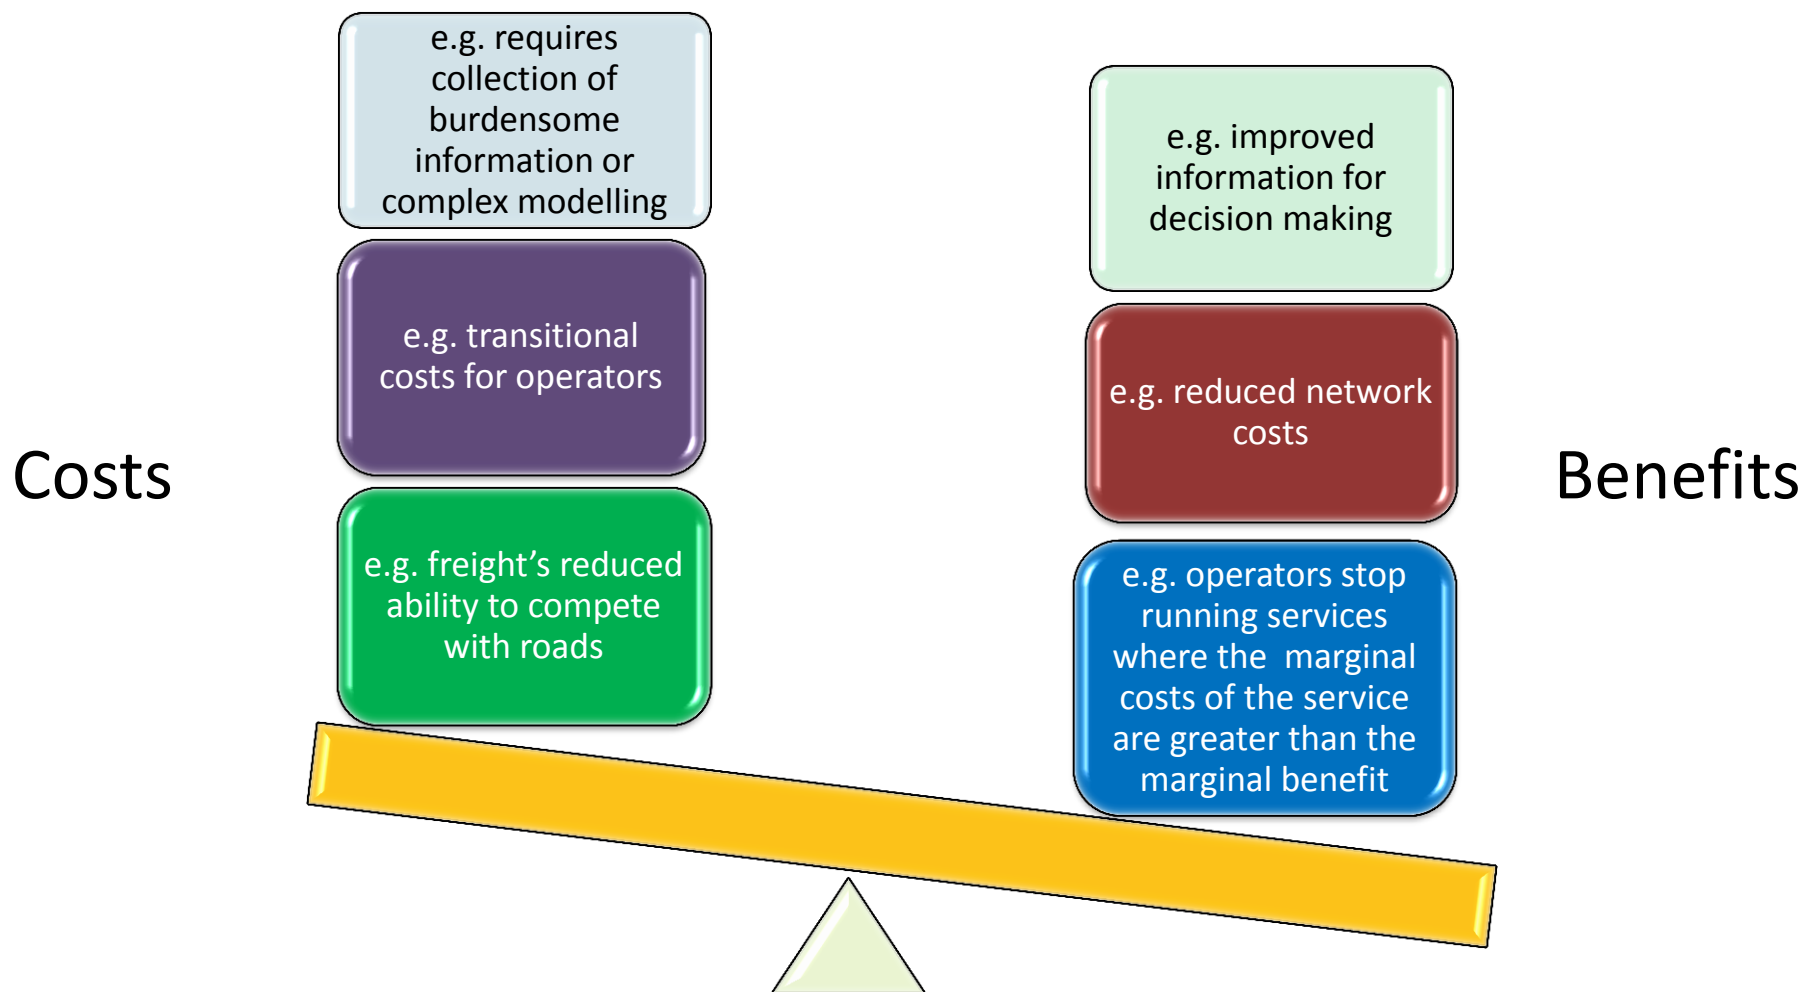 Costs
e.g. requires
collection of
burdensome
information or
complex modelling
e.g. transitional
costs for operators
e.g. freight’s reduced
ability to compete
with roads
e.g. improved
information for
decision making
e.g. reduced network
costs
e.g. operators stop
running services
where the  marginal
costs of the service
are greater than the
marginal benefit
Benefits